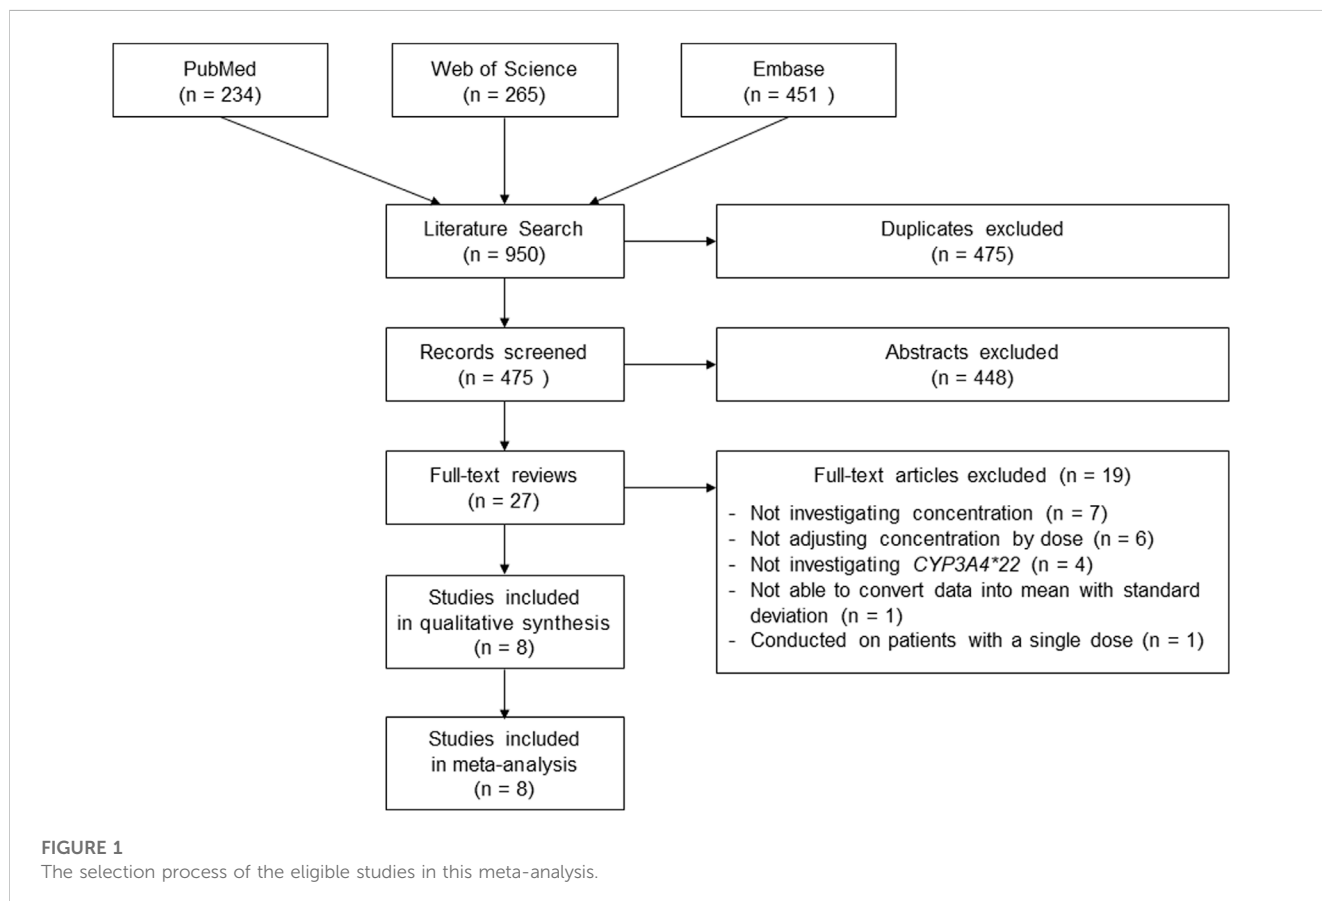 PubMed
(n = 234)
Web of Science
(n = 265)
Embase
(n = 451 )
Literature Search
(n = 950)
Duplicates excluded
(n = 475)
Records screened
(n = 475 )
Abstracts excluded
(n = 448)
Full-text reviews
(n = 27)
Full-text articles excluded (n = 19)
- Not investigating concentration (n = 7)
- Not adjusting concentration by dose (n = 6)
- Not investigating CYP3A4*22 (n = 4)
- Not able to convert data into mean with standard
deviation (n = 1)
- Conducted on patients with a single dose (n = 1)
Studies included
in qualitative synthesis
(n = 8)
Studies included
in meta-analysis
(n = 8)
FIGURE 1
The selection process of the eligible studies in this meta-analysis.